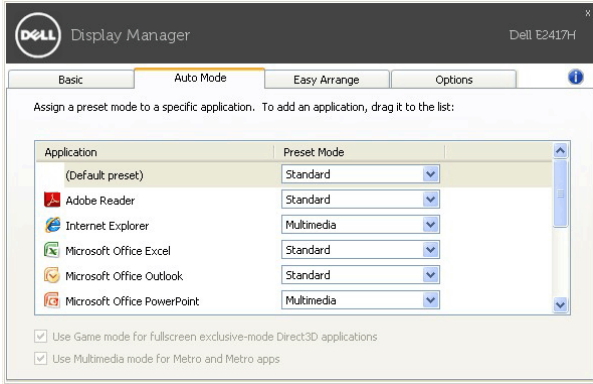 x
DELL Display Manager Dell E2417H
Basic Auto Mode Easy Arrange Options i
Assign a preset mode to a specific application. To add an application, drag it to the list:
Application Preset Mode
(Default preset) Standard
Adobe Reader Standard
Internet Explorer Multimedia
Microsoft Office Excel Standard
Microsoft Office Outlook Standard
Microsoft Office PowerPoint Multimedia
Use Game mode for fullscreen exclusive-mode Direct3D applications
Use Multimedia mode for Metro and Metro apps